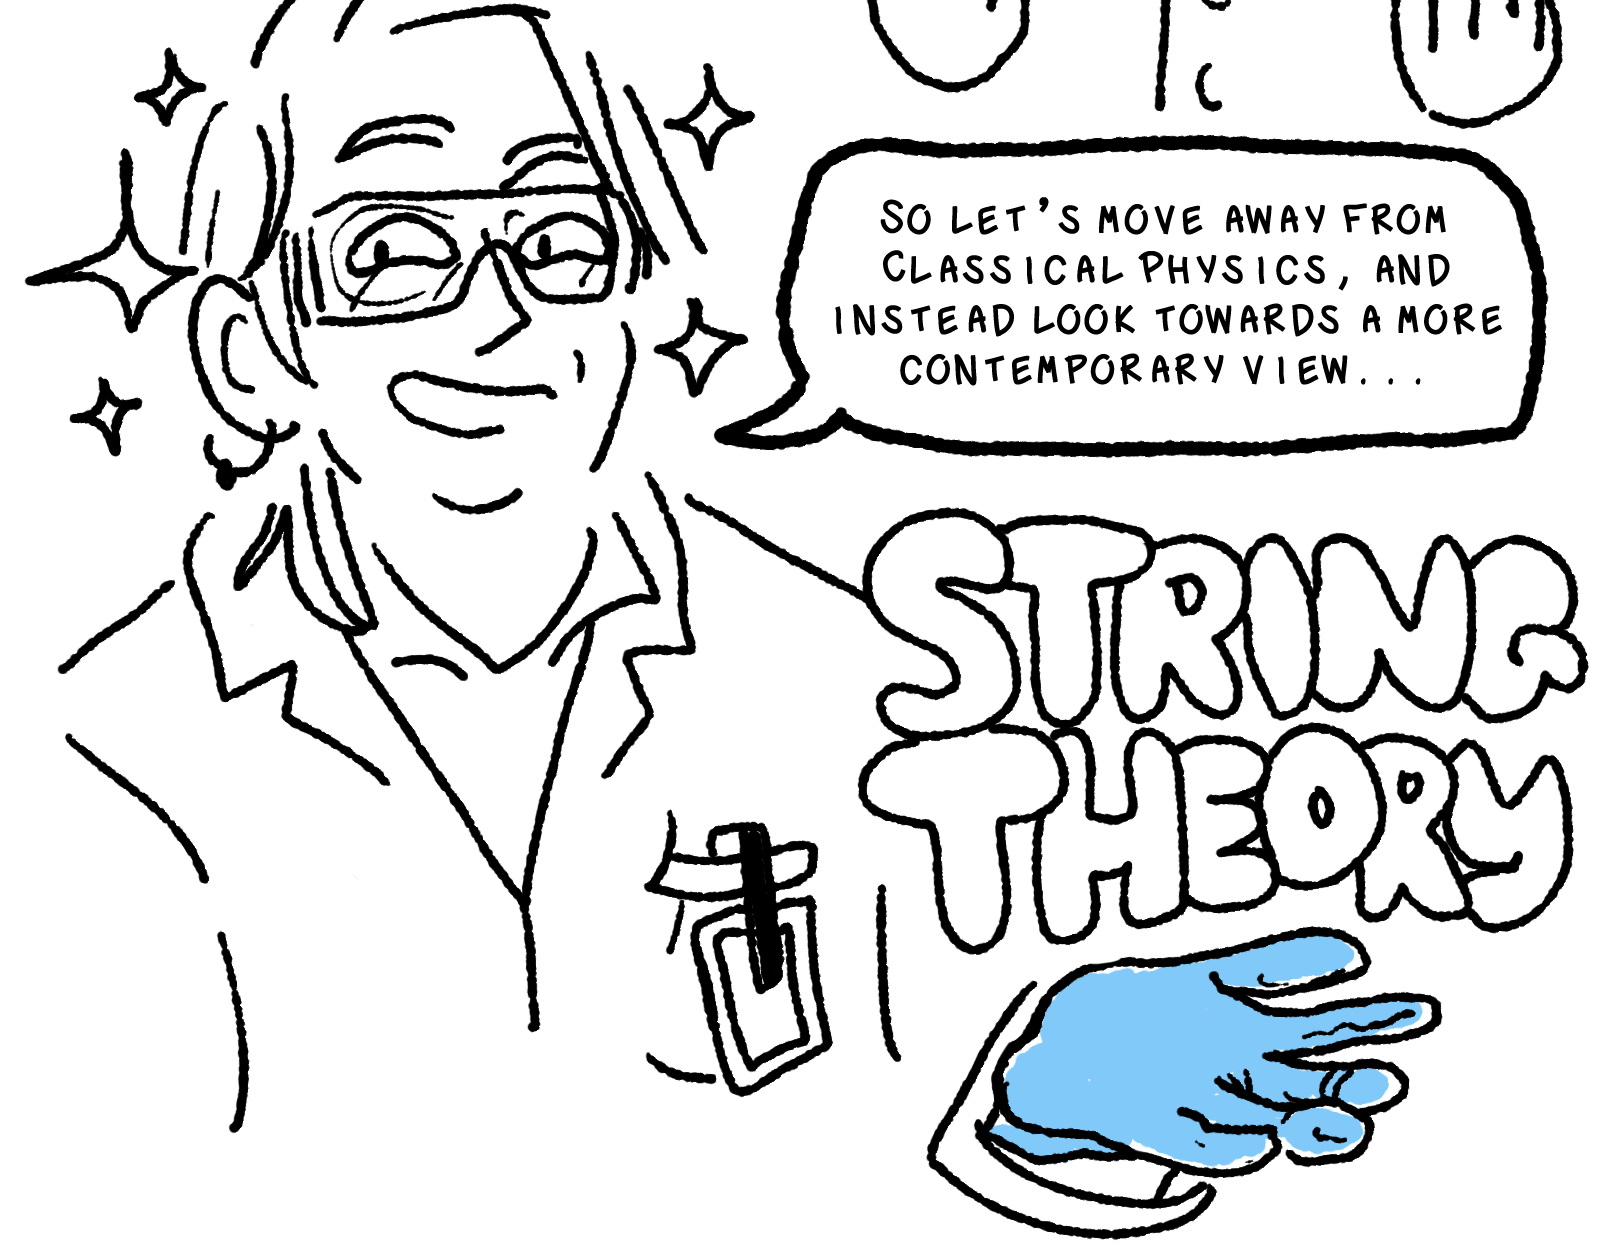 SO LET'S MOVE AWAY FROM
CLASSICAL PHYSICS, AND
INSTEAD LOOK TOWARDS A MORE
CONTEMPORARY VIEW...
STRING
THEORY